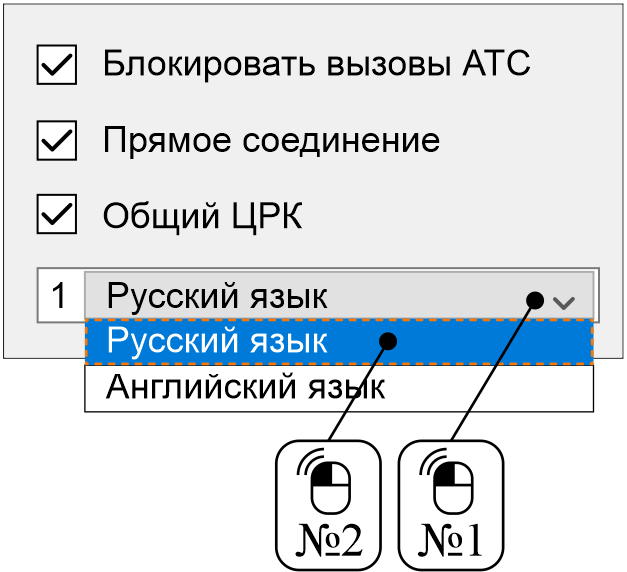 Блокировать вызовы АТС
Прямое соединение
Общий ЦРК
1 Русский язык
Русский язык
Английский язык
№2 №1